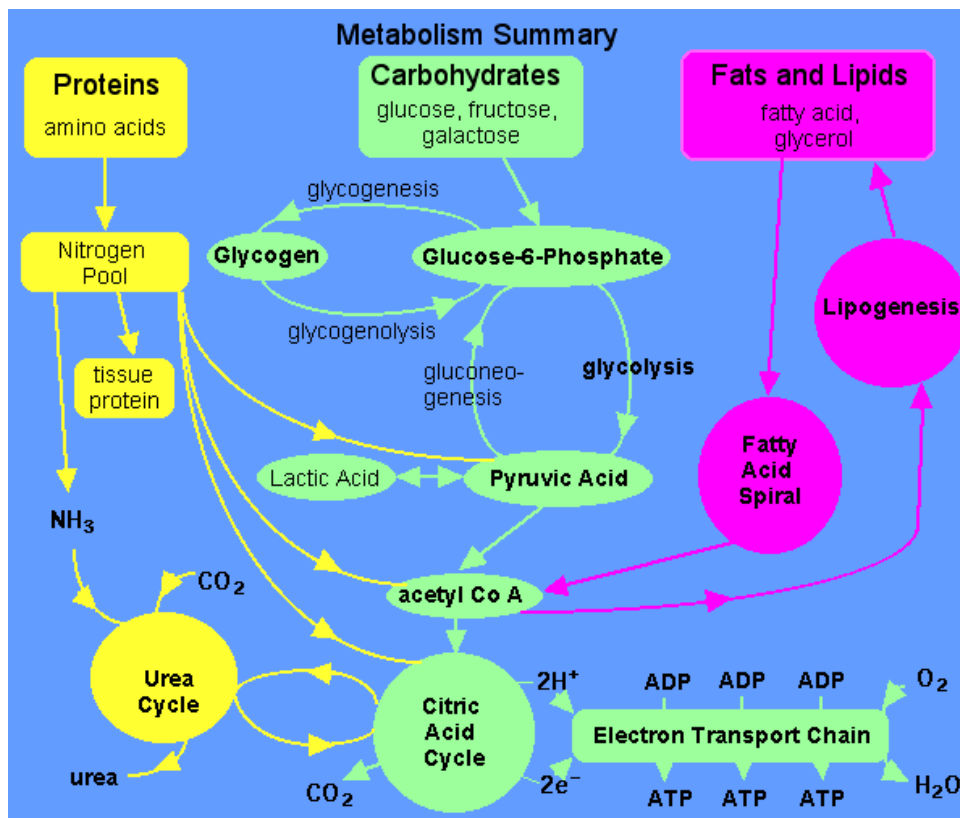 Metabolism Summary
Proteins
amino acids
Carbohydrates
glucose, fructose,
galactose
Fats and Lipids
fatty acid,
glycerol
glycogenesis
Nitrogen
Pool
Glycogen
Glucose-6-Phosphate
Lipogenesis
glycogenolysis
tissue
protein
gluconeo-
genesis
glycolysis
Lactic Acid
Pyruvic Acid
Fatty
Acid
Spiral
NH₃
CO₂
acetyl Co A
Urea
Cycle
urea
Citric
Acid
Cycle
CO₂
2H⁺
2e⁻
ADP ADP ADP
O₂
Electron Transport Chain
ATP ATP ATP
H₂O